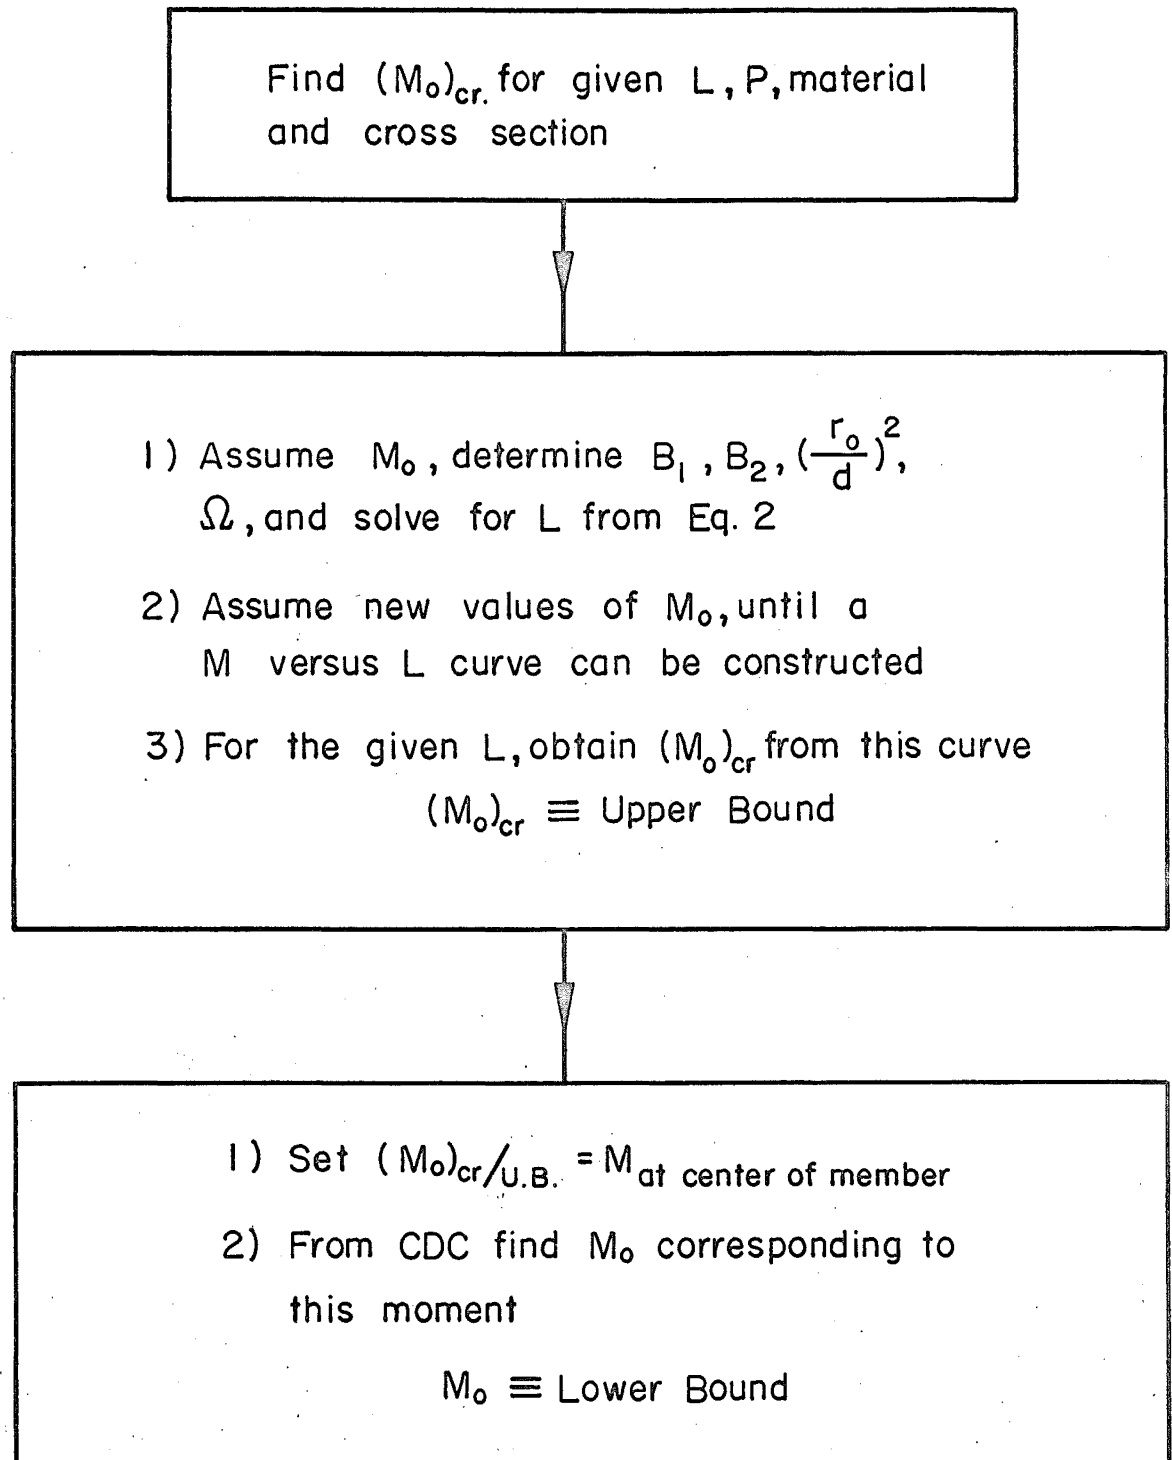 Find (M₀)cr. for given L, P, material
and cross section
1) Assume M₀, determine B₁, B₂, (r₀/d)²,
Ω, and solve for L from Eq. 2
2) Assume new values of M₀, until a
M versus L curve can be constructed
3) For the given L, obtain (M₀)cr from this curve
(M₀)cr ≡ Upper Bound
1) Set (M₀)cr/U.B. = M at center of member
2) From CDC find M₀ corresponding to
this moment
M₀ ≡ Lower Bound